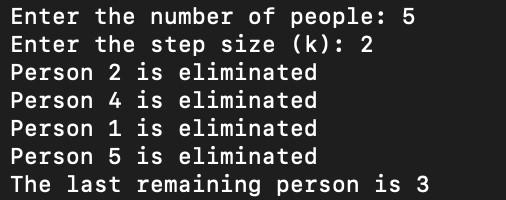 Enter the number of people: 5
Enter the step size (k): 2
Person 2 is eliminated
Person 4 is eliminated
Person 1 is eliminated
Person 5 is eliminated
The last remaining person is 3